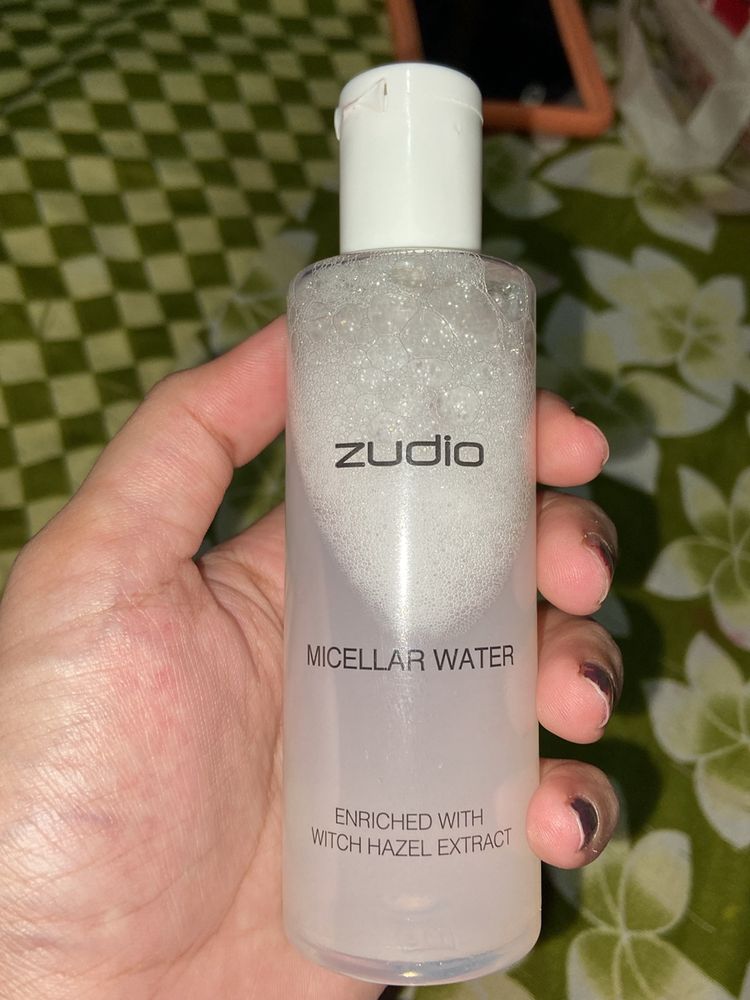 zudio
MICELLAR WATER
ENRICHED WITH
WITCH HAZEL EXTRACT